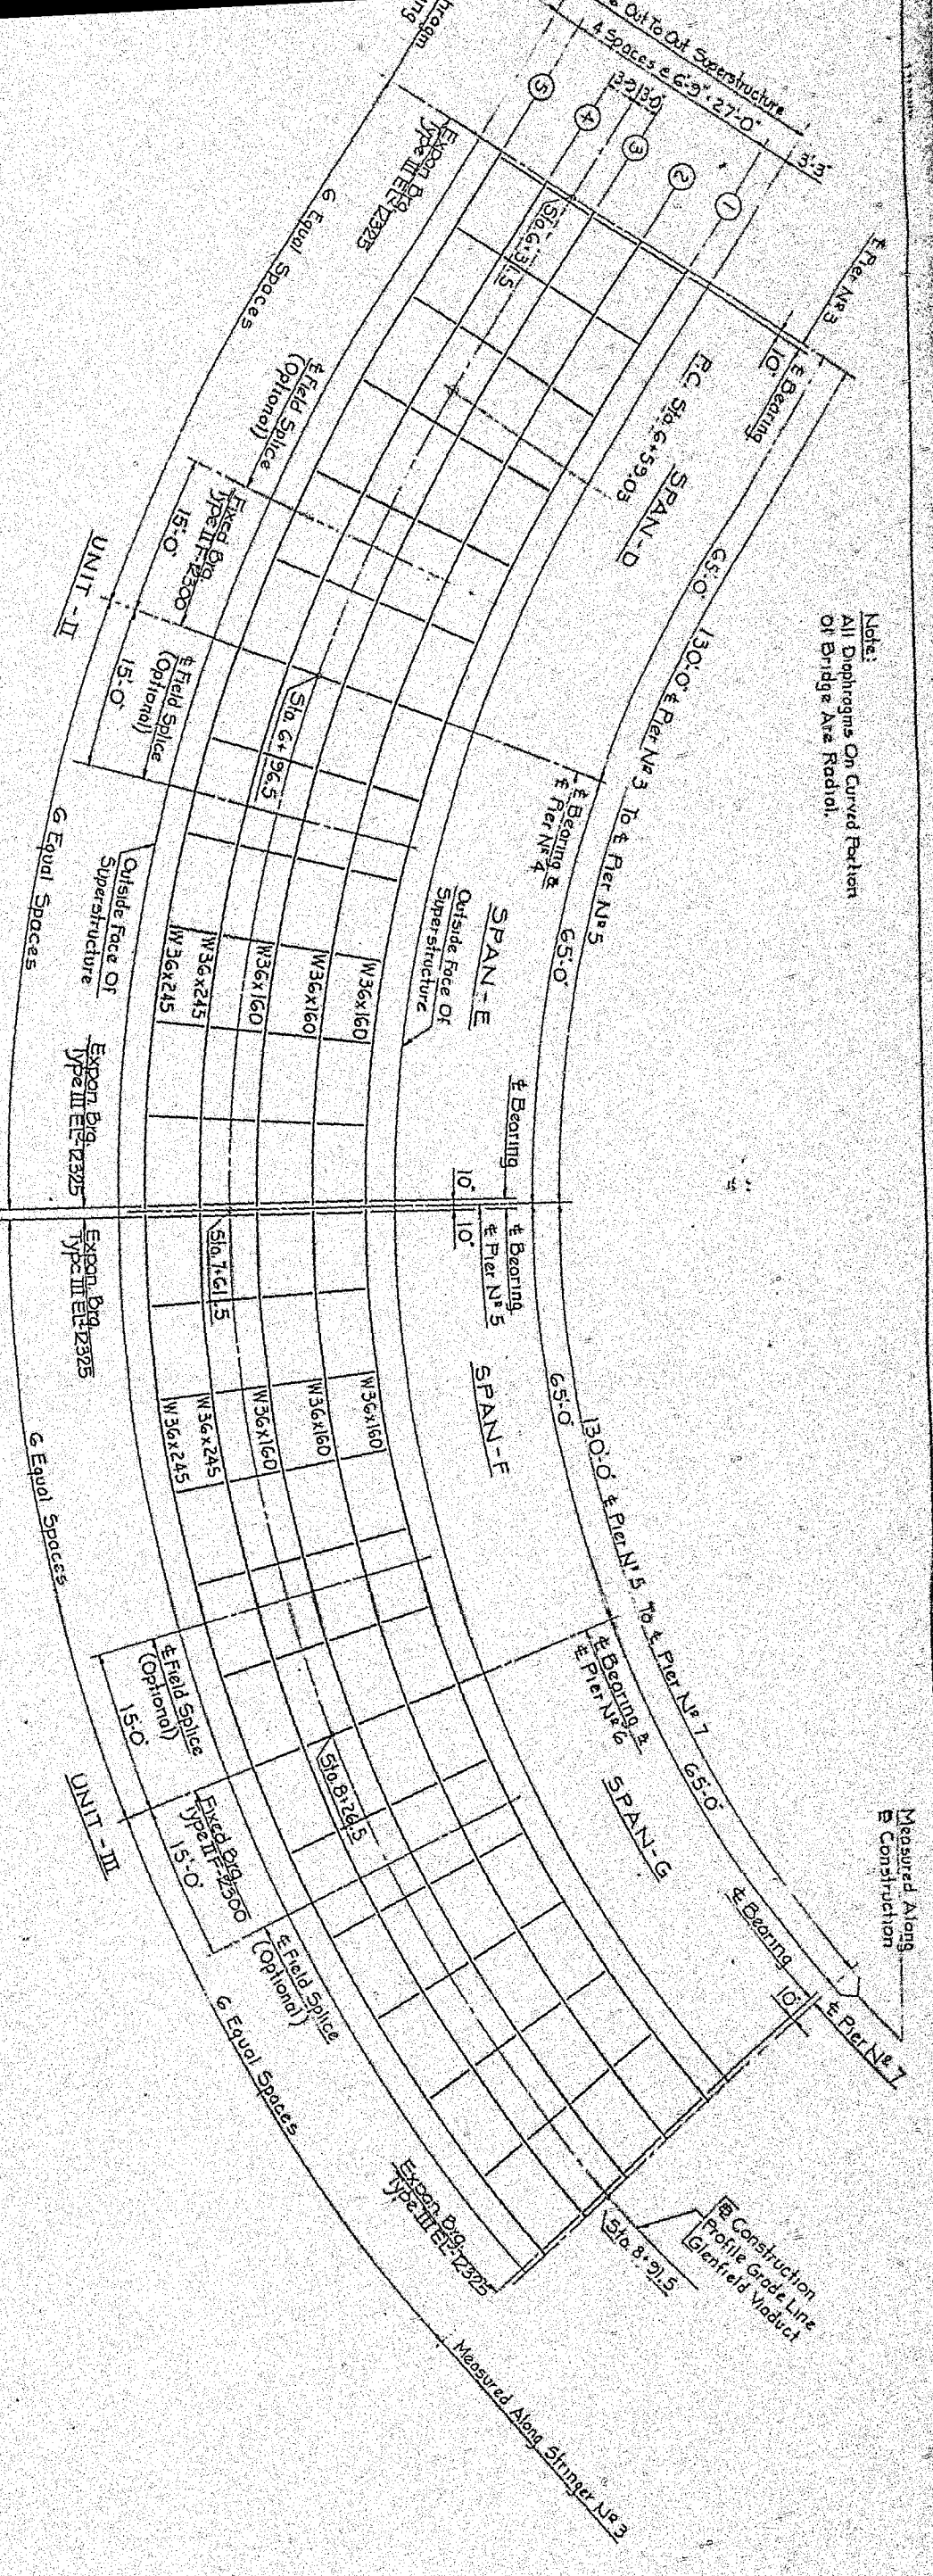 Out To Out Superstructure
4 Spaces @ 6'-9" = 27'-0"
3'-3"
3'-9"
3'-0"
5
4
3
2
1
℄ Pier Nº 3
℄ Bearing
10"
Expon. Brg.
Type III EL-12325
Sta. 6+31.5
P.C. Sta. 6+59.03
SPAN-D
6 Equal Spaces
℄ Field Splice
(Optional)
65'-0"
130'-0" ℄ Pier Nº 3 To ℄ Pier Nº 5
Note:
All Diaphragms On Curved Portion
Of Bridge Are Radial.
Fixed Brg.
Type II F-12300
15'-0"
UNIT-II
15'-0"
℄ Field Splice
(Optional)
Sta. 6+96.5
℄ Bearing &
℄ Pier Nº 4
SPAN-E
65'-0"
6 Equal Spaces
Outside Face Of
Superstructure
Outside Face Of
Superstructure
W36x160
W36x160
W36x160
W36x245
W36x245
Expon. Brg.
Type III EL-12325
℄ Bearing
10"
10"
℄ Bearing
℄ Pier Nº 5
Sta. 7+61.5
Expon. Brg.
Type III EL-12325
SPAN-F
65'-0"
130'-0" ℄ Pier Nº 5 To ℄ Pier Nº 7
W36x160
W36x160
W36x160
W36x245
W36x245
6 Equal Spaces
℄ Field Splice
(Optional)
15'-0"
UNIT-III
℄ Bearing &
℄ Pier Nº 6
Sta. 8+26.5
Fixed Brg.
Type II F-12300
15'-0"
SPAN-G
65'-0"
℄ Field Splice
(Optional)
6 Equal Spaces
Measured Along
℄ Construction
℄ Bearing
10"
℄ Pier Nº 7
Expon. Brg.
Type III EL-12325
Sta. 8+91.5
℄ Construction
Profile Grade Line
Glenfield Viaduct
Measured Along Stringer Nº 3